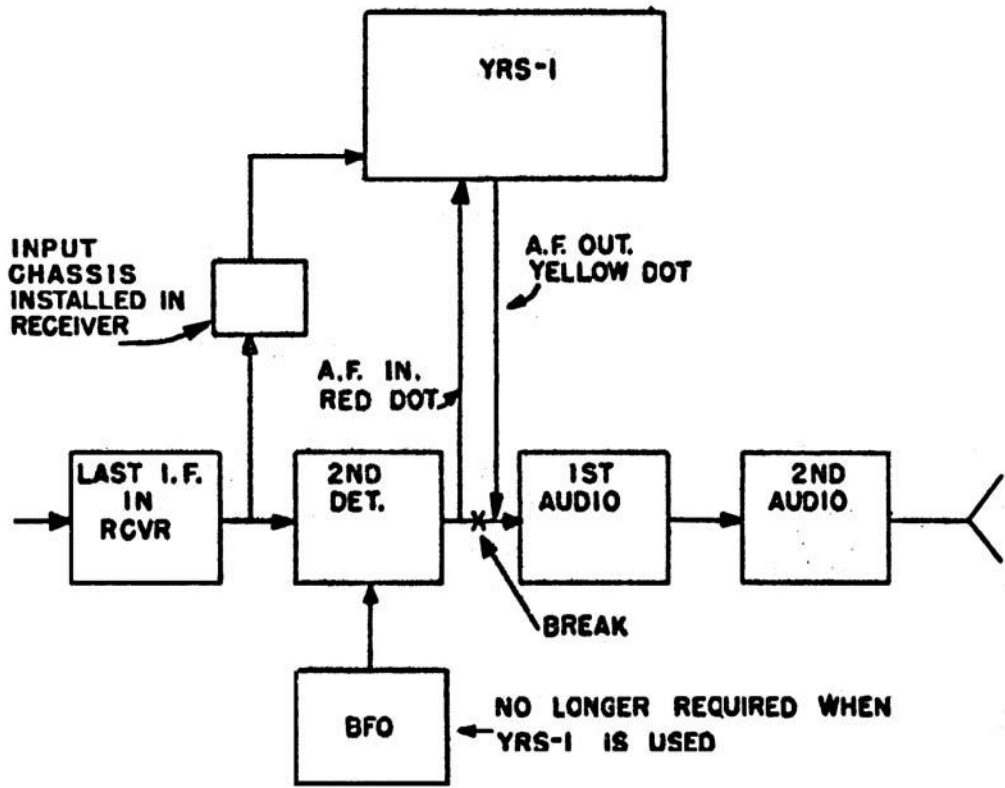 YRS-1
INPUT
CHASSIS
INSTALLED IN
RECEIVER
A.F. OUT.
YELLOW DOT
A.F. IN.
RED DOT
LAST I.F.
IN
RCVR
2ND
DET.
1ST
AUDIO
2ND
AUDIO
X
BREAK
BFO
NO LONGER REQUIRED WHEN
YRS-1 IS USED